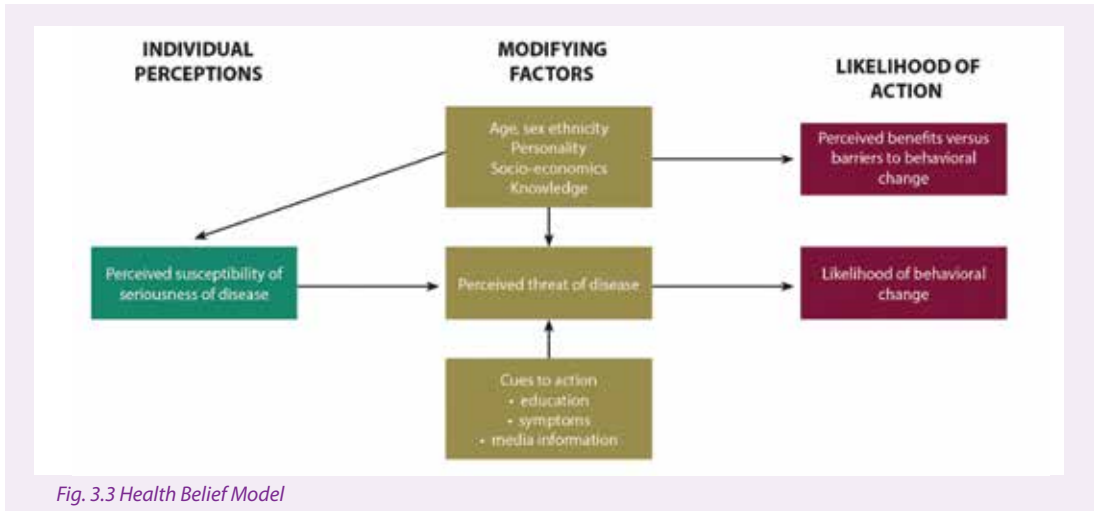 INDIVIDUAL
PERCEPTIONS
MODIFYING
FACTORS
LIKELIHOOD OF
ACTION
Age, sex ethnicity
Personality
Socio-economics
Knowledge
Perceived benefits versus
barriers to behavioral
change
Perceived susceptibility of
seriousness of disease
Perceived threat of disease
Likelihood of behavioral
change
Cues to action
• education
• symptoms
• media information
Fig. 3.3 Health Belief Model